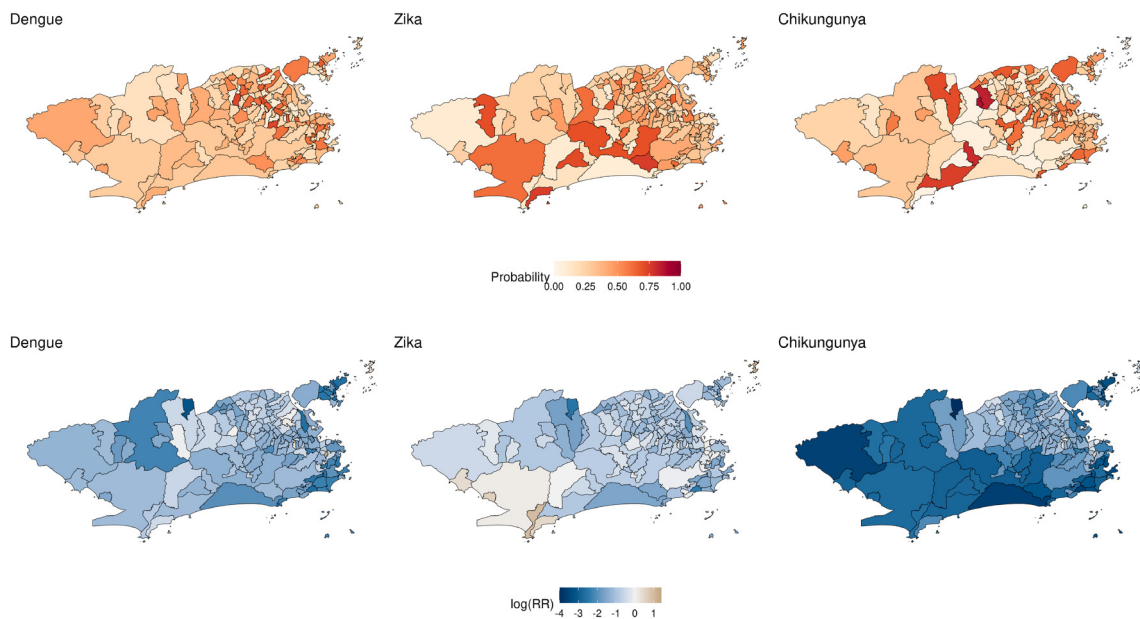 Dengue
Zika
Chikungunya
Probability
0.00 0.25 0.50 0.75 1.00
Dengue
Zika
Chikungunya
log(RR)
-4 -3 -2 -1 0 1